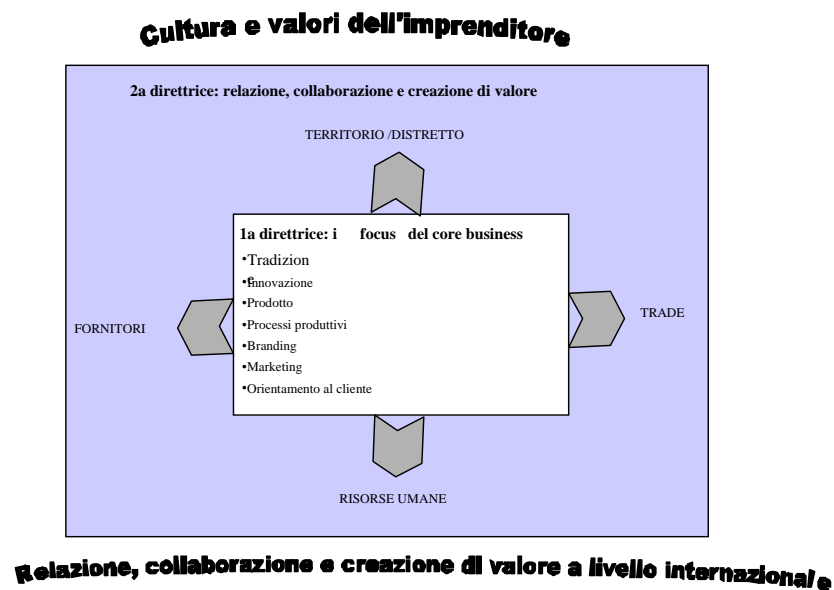 Cultura e valori dell'imprenditore
2a direttrice: relazione, collaborazione e creazione di valore
TERRITORIO /DISTRETTO
1a direttrice: i focus del core business
•Tradizione
•Innovazione
•Prodotto
•Processi produttivi
•Branding
•Marketing
•Orientamento al cliente
FORNITORI
TRADE
RISORSE UMANE
Relazione, collaborazione e creazione di valore a livello internazionale